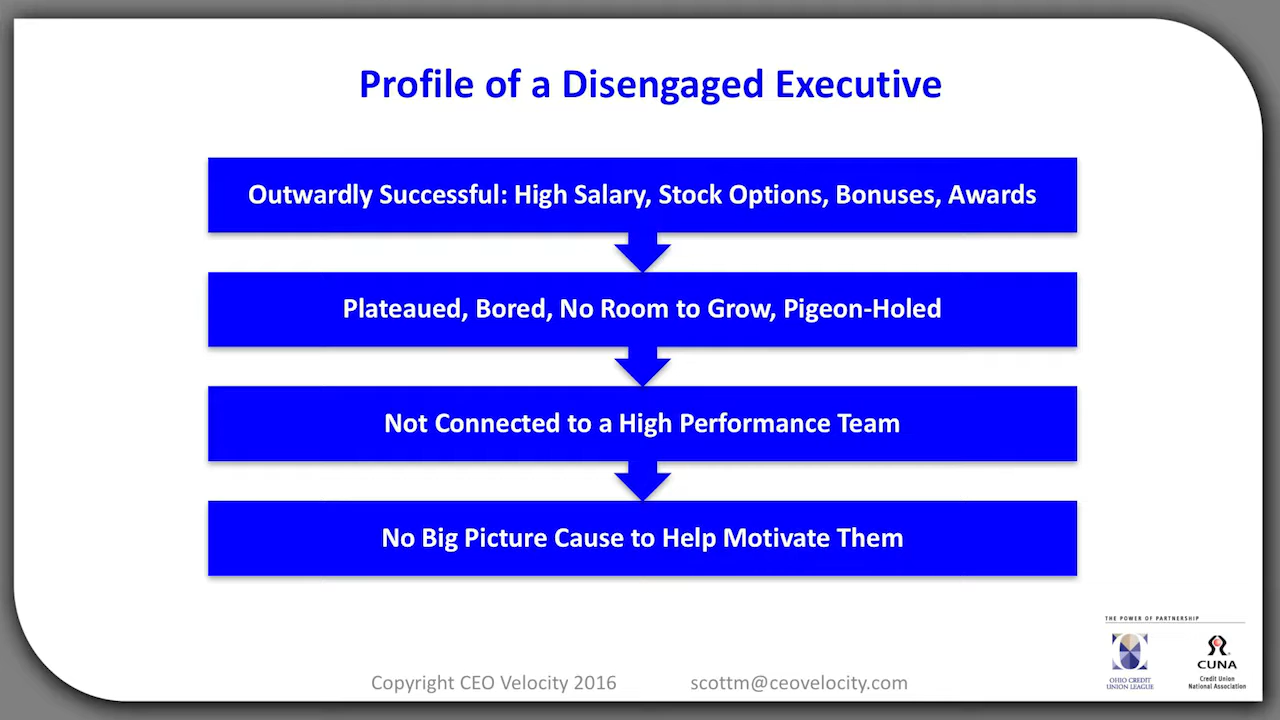 Profile of a Disengaged Executive
Outwardly Successful: High Salary, Stock Options, Bonuses, Awards
Plateaued, Bored, No Room to Grow, Pigeon-Holed
Not Connected to a High Performance Team
No Big Picture Cause to Help Motivate Them
THE POWER OF PARTNERSHIP
OHIO CREDIT
UNION LEAGUE
CUNA
Credit Union
National Association
Copyright CEO Velocity 2016 scottm@ceovelocity.com